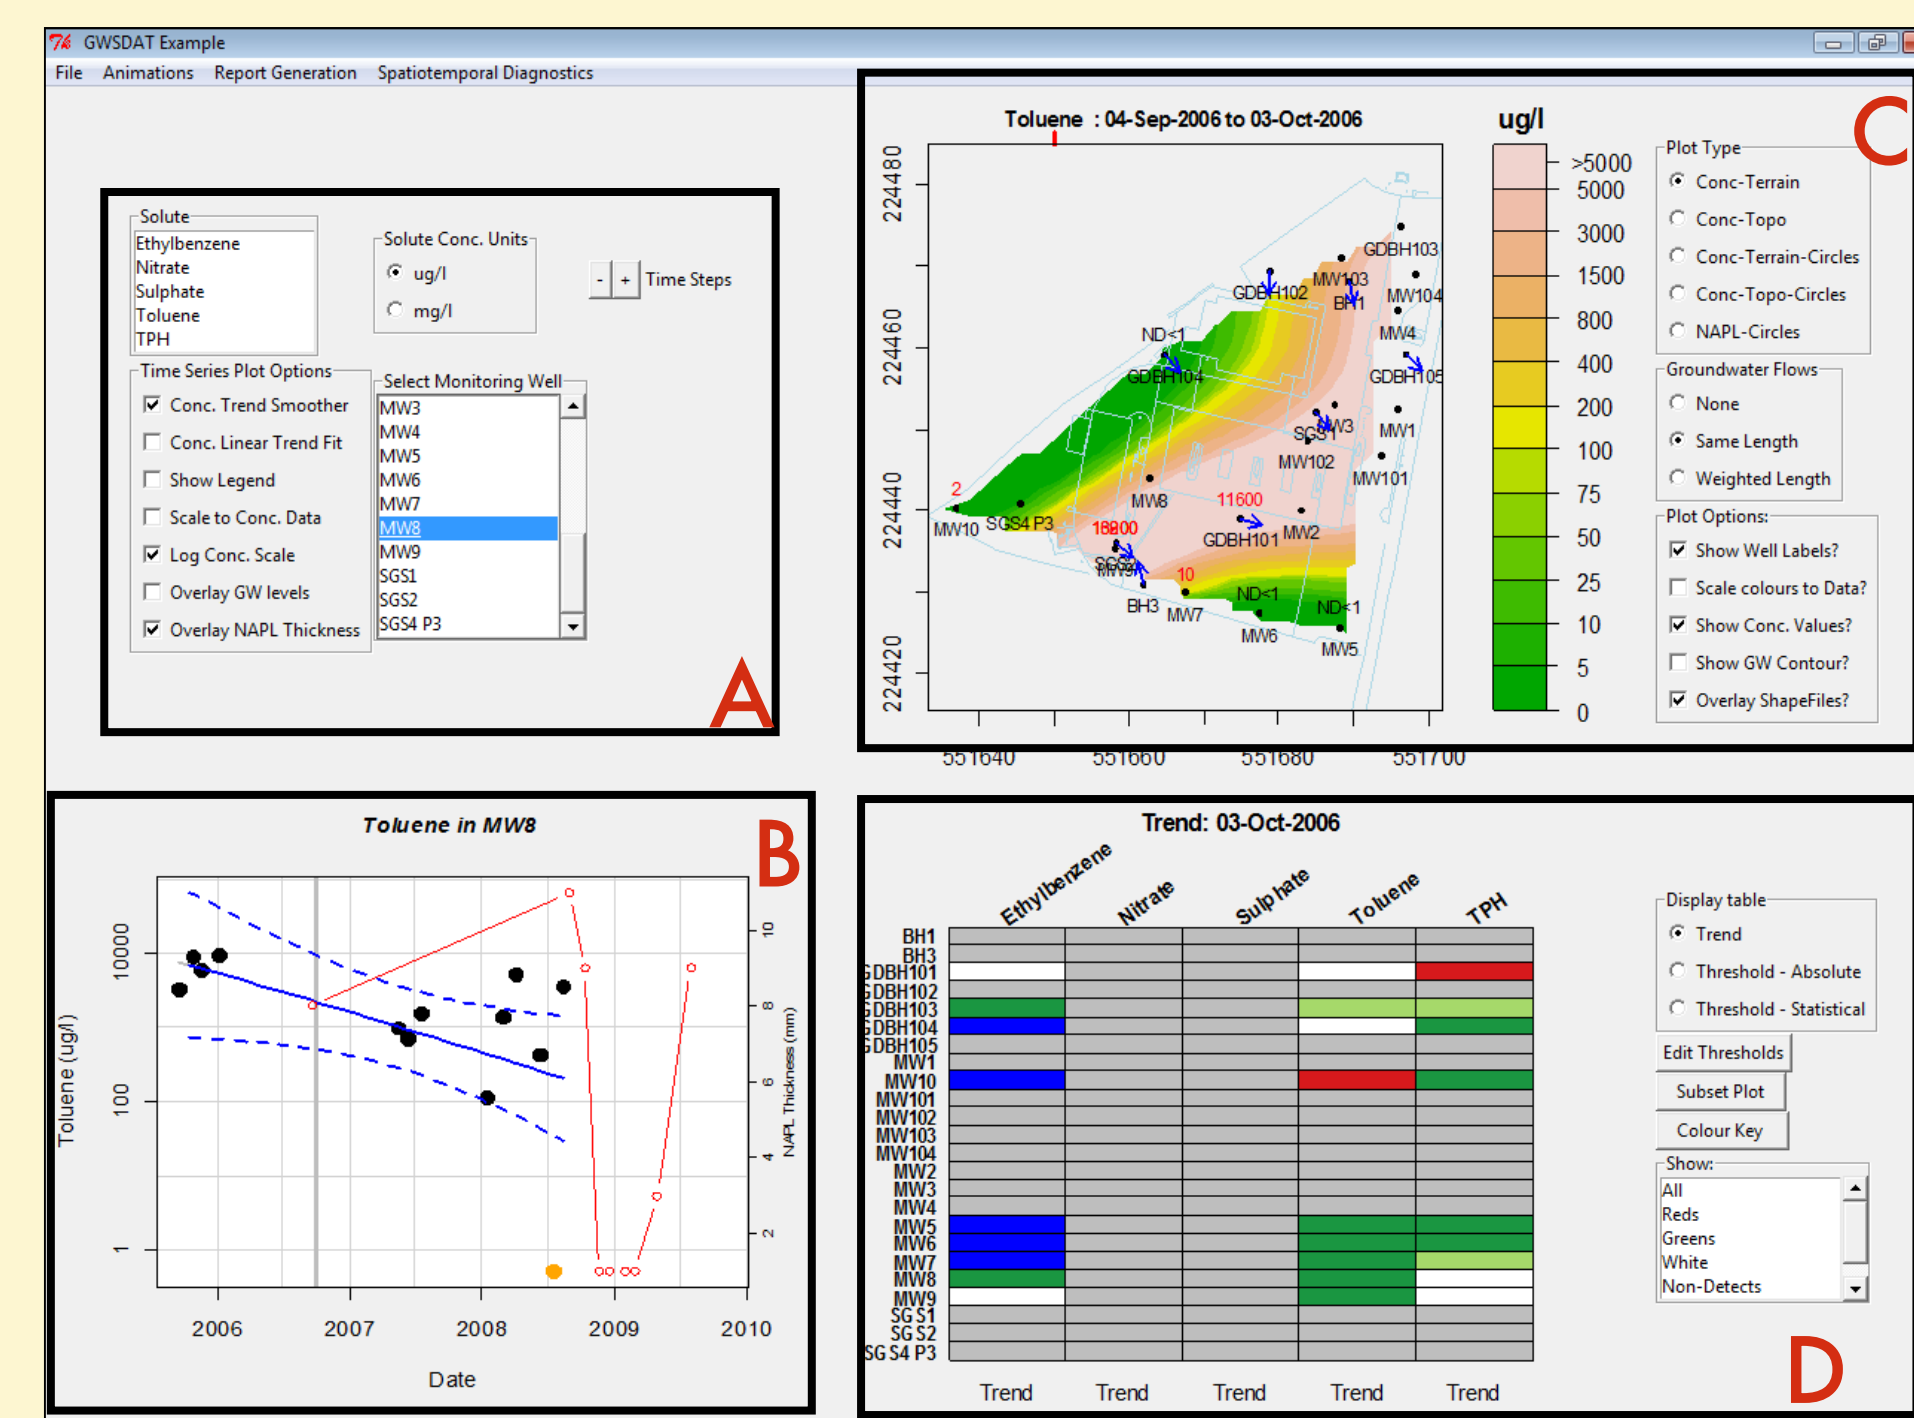 GWSDAT Example
File Animations Report Generation Spatiotemporal Diagnostics
A
Solute
Ethylbenzene
Nitrate
Sulphate
Toluene
TPH
Solute Conc. Units
ug/l
mg/l
- + Time Steps
Time Series Plot Options
Conc. Trend Smoother
Conc. Linear Trend Fit
Show Legend
Scale to Conc. Data
Log Conc. Scale
Overlay GW levels
Overlay NAPL Thickness
Select Monitoring Well
MW3
MW4
MW5
MW6
MW7
MW8
MW9
SGS1
SGS2
SGS4 P3
C
Toluene : 04-Sep-2006 to 03-Oct-2006
224480
224460
224440
224420
551640 551660 551680 551700
GDBH103
MW103
GDBH102
BH1
MW104
ND<1
MW4
GDBH104
GDBH105
MW3
SGS1
MW1
MW102
MW101
2
MW8
11600
MW10
SGS4 P3
GDBH101
MW2
10
BH3
MW7
ND<1
ND<1
MW6
MW5
ug/l
>5000
5000
3000
1500
800
400
200
100
75
50
25
10
5
0
Plot Type
Conc-Terrain
Conc-Topo
Conc-Terrain-Circles
Conc-Topo-Circles
NAPL-Circles
Groundwater Flows
None
Same Length
Weighted Length
Plot Options:
Show Well Labels?
Scale colours to Data?
Show Conc. Values?
Show GW Contour?
Overlay ShapeFiles?
B
Toluene in MW8
Toluene (ug/l)
10000
100
1
10
8
6
4
2
NAPL Thickness (mm)
2006 2007 2008 2009 2010
Date
D
Trend: 03-Oct-2006
Ethylbenzene Nitrate Sulphate Toluene TPH
BH1
BH3
GDBH101
GDBH102
GDBH103
GDBH104
GDBH105
MW1
MW10
MW101
MW102
MW103
MW104
MW2
MW3
MW4
MW5
MW6
MW7
MW8
MW9
SGS1
SGS2
SGS4 P3
Trend Trend Trend Trend Trend
Display table
Trend
Threshold - Absolute
Threshold - Statistical
Edit Thresholds
Subset Plot
Colour Key
Show:
All
Reds
Greens
White
Non-Detects